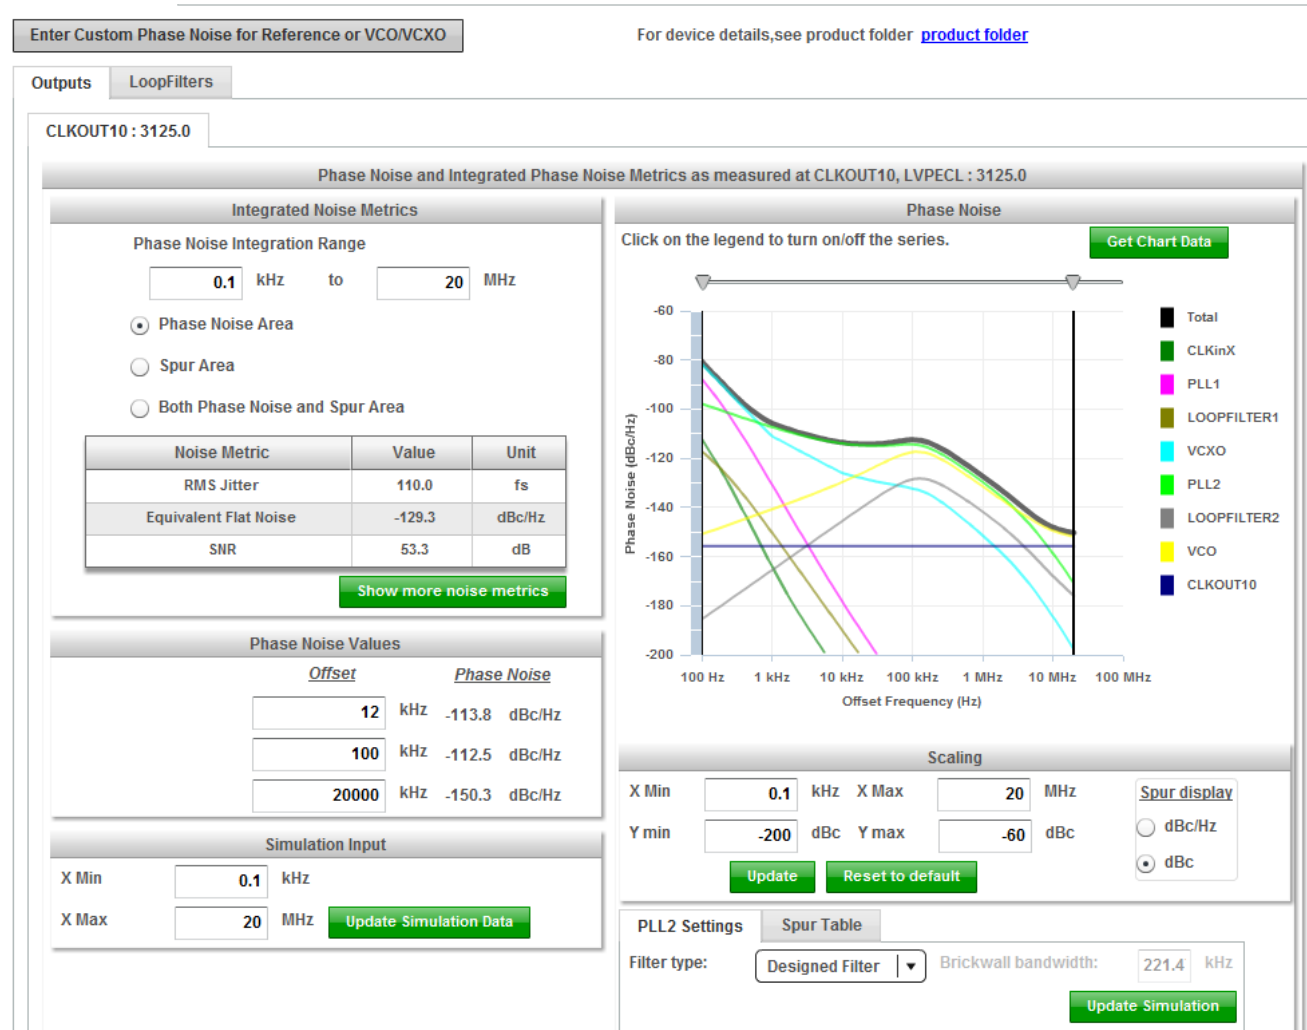 Enter Custom Phase Noise for Reference or VCO/VCXO
For device details,see product folder product folder
Outputs
LoopFilters
CLKOUT10 : 3125.0
Phase Noise and Integrated Phase Noise Metrics as measured at CLKOUT10, LVPECL : 3125.0
Integrated Noise Metrics
Phase Noise Integration Range
0.1 kHz to 20 MHz
Phase Noise Area
Spur Area
Both Phase Noise and Spur Area
Noise Metric Value Unit
RMS Jitter 110.0 fs
Equivalent Flat Noise -129.3 dBc/Hz
SNR 53.3 dB
Show more noise metrics
Phase Noise Values
Offset Phase Noise
12 kHz -113.8 dBc/Hz
100 kHz -112.5 dBc/Hz
20000 kHz -150.3 dBc/Hz
Simulation Input
X Min 0.1 kHz
X Max 20 MHz Update Simulation Data
Phase Noise
Click on the legend to turn on/off the series.
Get Chart Data
-60
-80
-100
-120
-140
-160
-180
-200
Phase Noise (dBc/Hz)
100 Hz 1 kHz 10 kHz 100 kHz 1 MHz 10 MHz 100 MHz
Offset Frequency (Hz)
Total
CLKinX
PLL1
LOOPFILTER1
VCXO
PLL2
LOOPFILTER2
VCO
CLKOUT10
Scaling
X Min 0.1 kHz X Max 20 MHz
Y min -200 dBc Y max -60 dBc
Update Reset to default
Spur display
dBc/Hz
dBc
PLL2 Settings
Spur Table
Filter type: Designed Filter Brickwall bandwidth: 221.4 kHz
Update Simulation